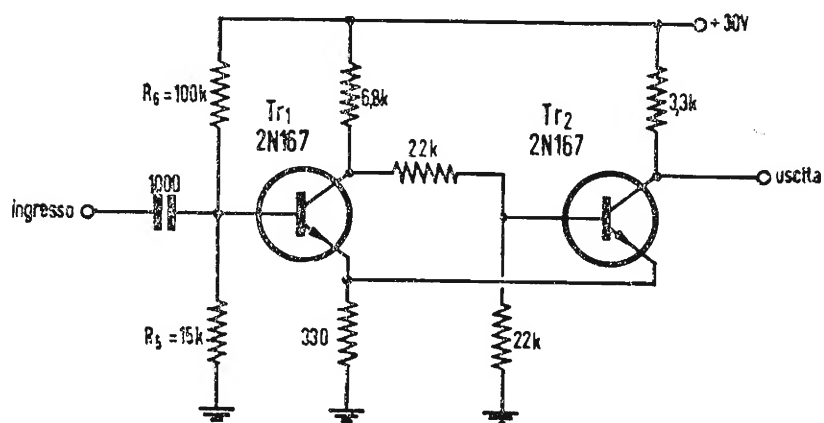 + 30V
R₆ = 100k
6,8k
3,3k
Tr₁
2N167
Tr₂
2N167
22k
1000
ingresso
uscita
R₅ = 15k
330
22k